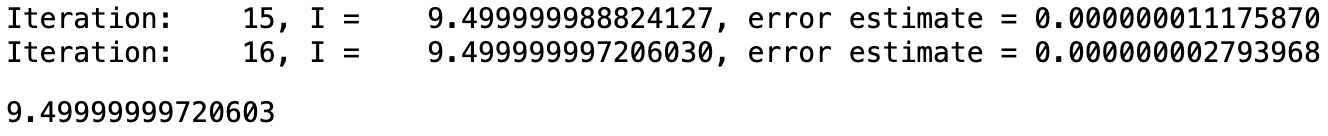 Iteration:    15, I =    9.499999988824127, error estimate = 0.000000011175870
Iteration:    16, I =    9.499999997206030, error estimate = 0.000000002793968
9.49999999720603